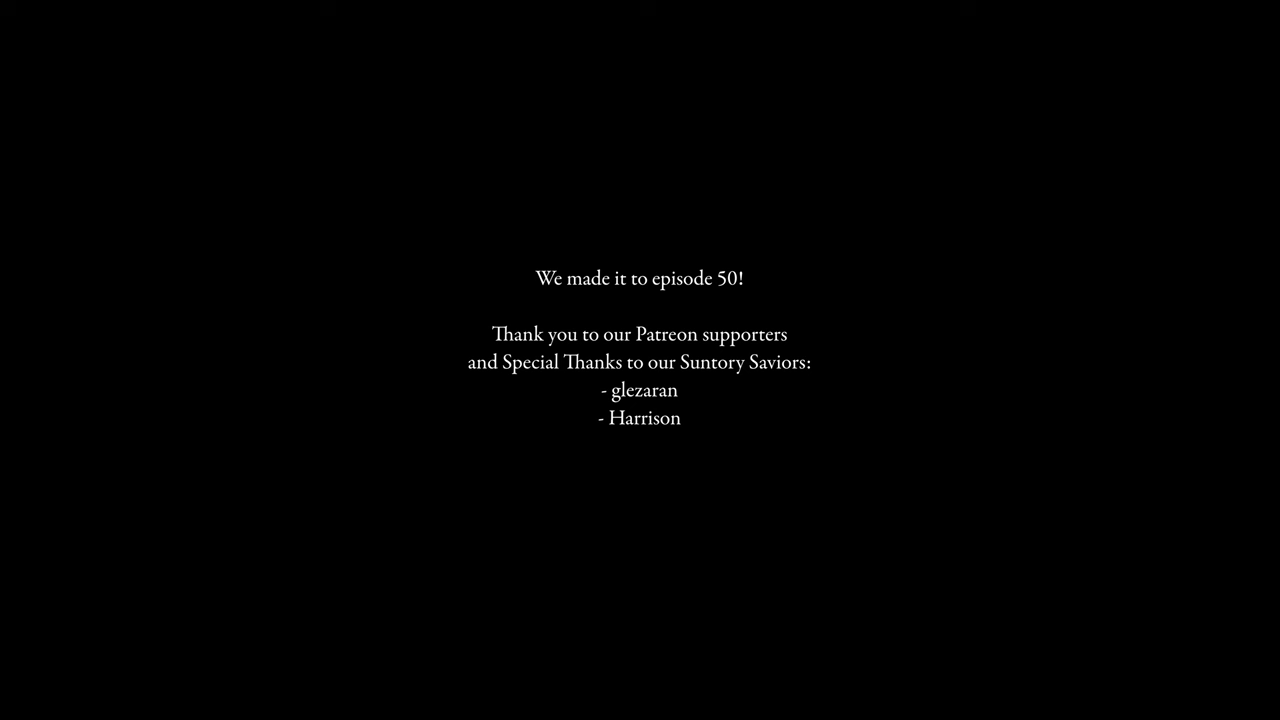 We made it to episode 50!
Thank you to our Patreon supporters
and Special Thanks to our Suntory Saviors:
- glezaran
- Harrison